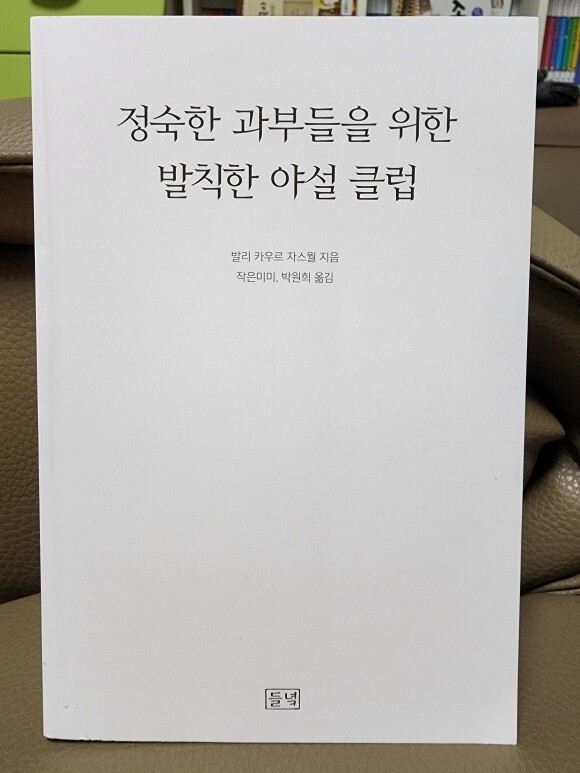 정숙한 과부들을 위한
발칙한 야설 클럽
발리 카우르 자스월 지음
작은미미, 박원희 옮김
들녘